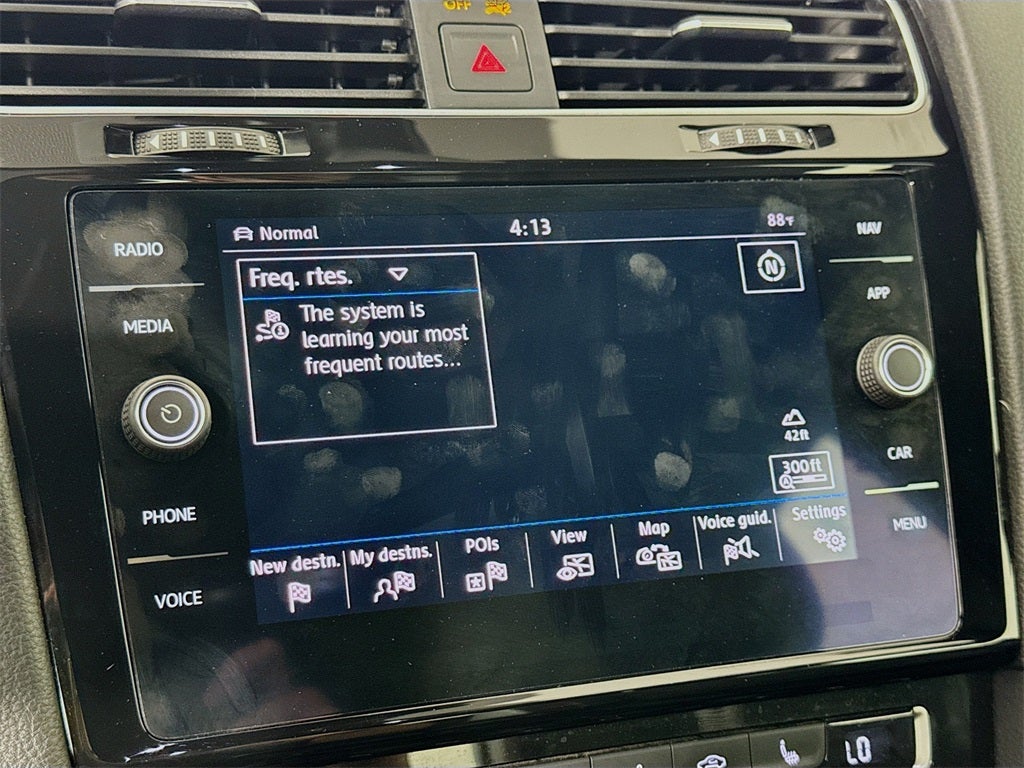 OFF
RADIO
MEDIA
PHONE
VOICE
Normal
4:13
88°F
Freq. rtes.
The system is
learning your most
frequent routes...
N
42ft
300ft
A
New destn.
My destns.
POIs
View
Map
Voice guid.
Settings
NAV
APP
CAR
MENU
LO